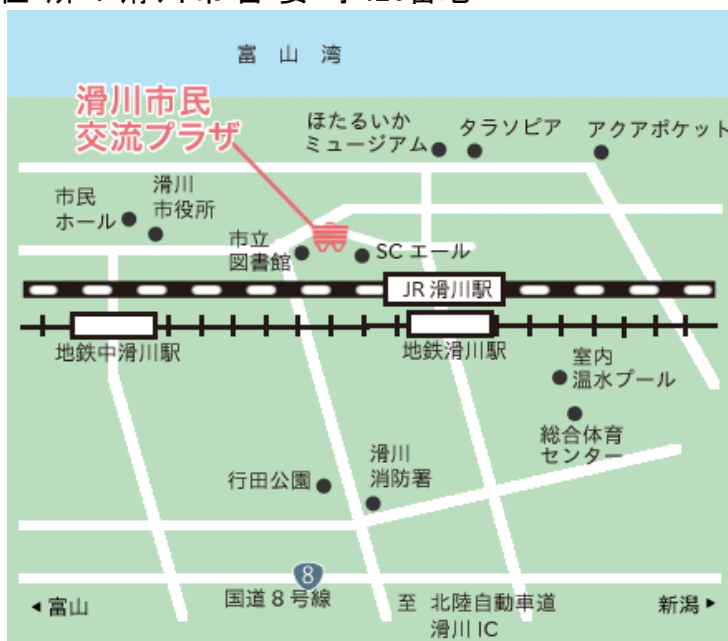 富山湾
滑川市民
交流プラザ
ほたるいか
ミュージアム
タラソピア
アクアポケット
市民
ホール
滑川
市役所
市立
図書館
SC エール
JR 滑川駅
地鉄中滑川駅
地鉄滑川駅
室内
温水プール
総合体育
センター
行田公園
滑川
消防署
8
国道8号線
至 北陸自動車道
滑川 IC
◀富山
新潟▶